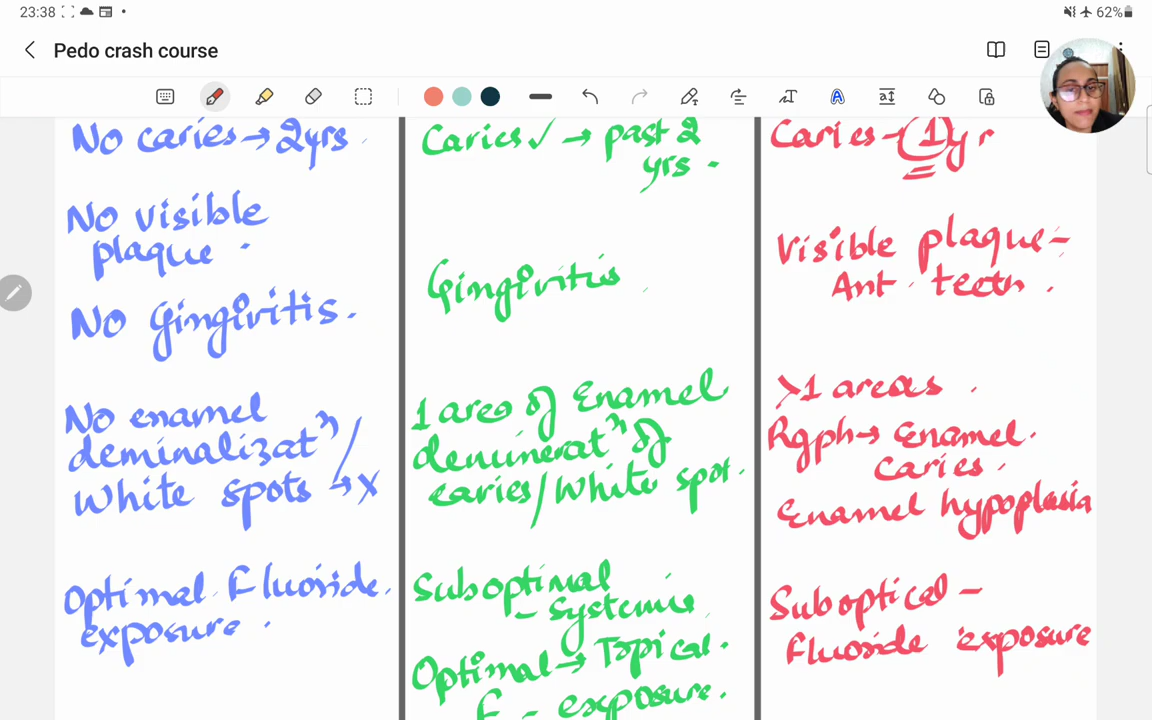 23:38
62%
Pedo crash course
No caries → 2yrs.
No visible
plaque.
No Gingivitis.
No enamel
deminalizatⁿ/
White spots → x
Optimal Fluoride
exposure.
Caries ✓ → past 2
yrs.
Gingivitis.
1 area of Enamel
demineratⁿ of
caries/White spot.
Suboptimal
- Systemic
Optimal → Topical.
F - exposure.
Caries - (1)yr
Visible plaque -
Ant. teeth.
>1 areas.
Rgph → Enamel.
caries.
Enamel hypoplasia
Suboptical -
Fluoride exposure